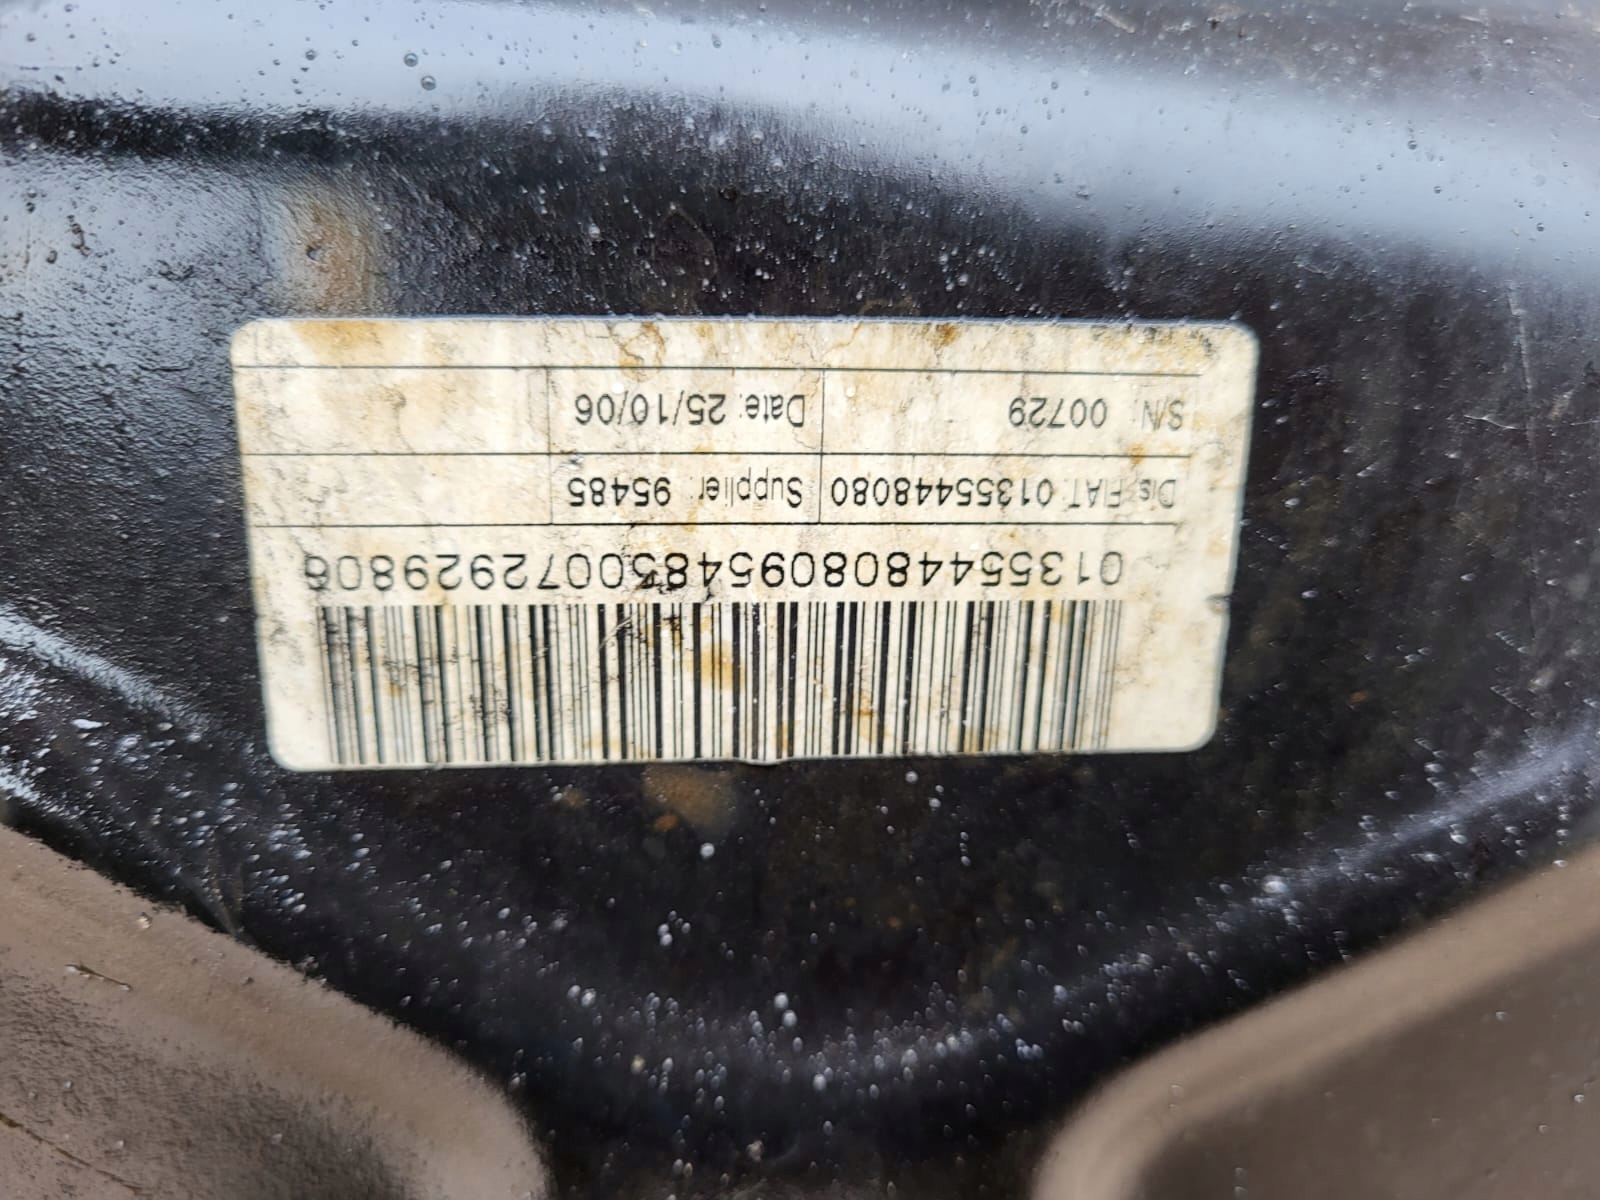 01355448080954850072929806
Dis. FIAT: 01355448080 Supplier: 95485
S/N: 00729 Date: 25/10/06